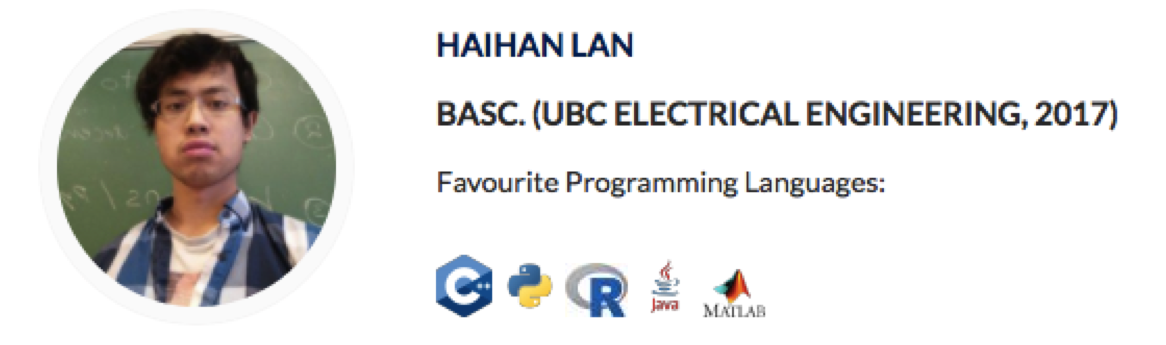 HAIHAN LAN
BASC. (UBC ELECTRICAL ENGINEERING, 2017)
Favourite Programming Languages:
C++ R Java MATLAB